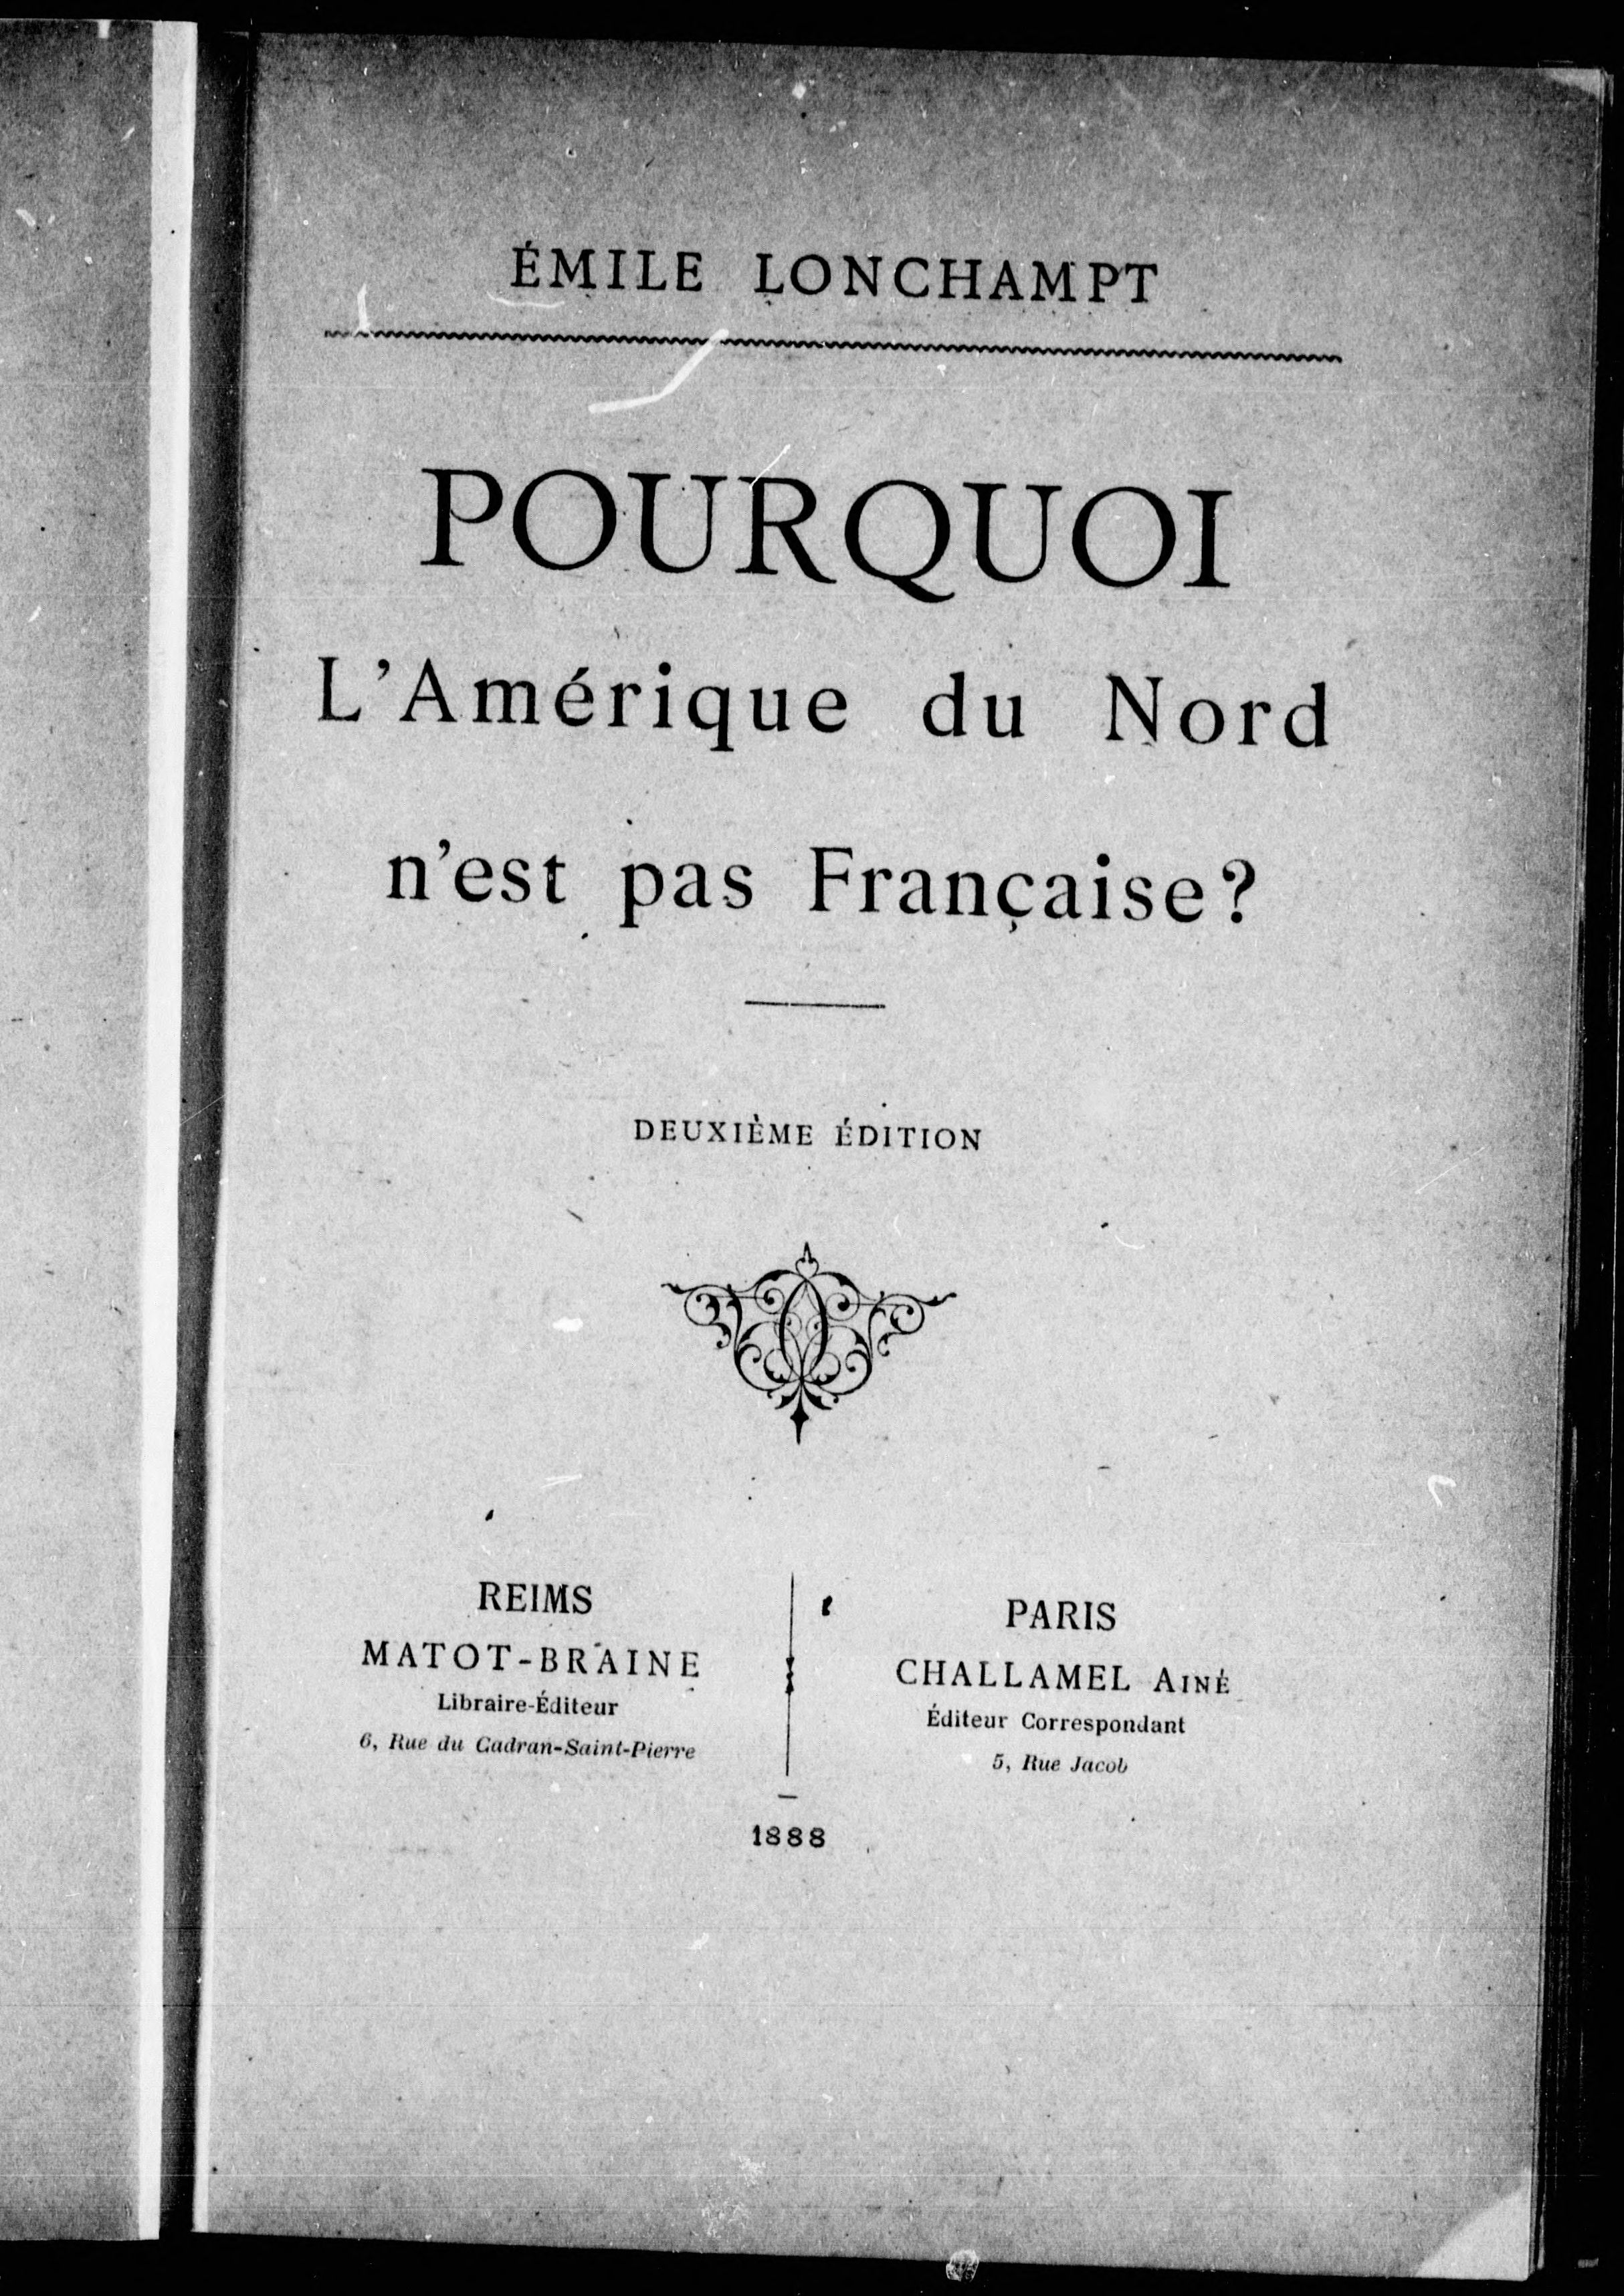 ÉMILE LONCHAMPT
POURQUOI
L'Amérique du Nord
n'est pas Française?
DEUXIÈME ÉDITION
REIMS
MATOT-BRAINE
Libraire-Éditeur
6, Rue du Cadran-Saint-Pierre
PARIS
CHALLAMEL AINÉ
Éditeur Correspondant
5, Rue Jacob
1888